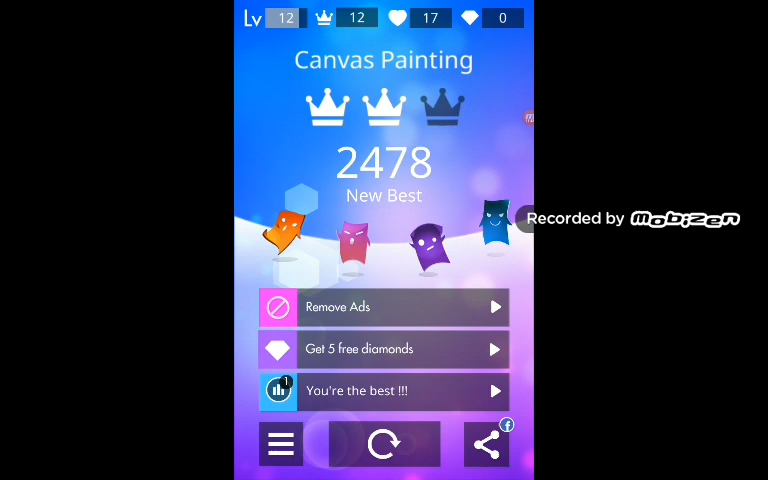 Lv 12 12 17 0
Canvas Painting
2478
New Best
Recorded by Mobizen
Remove Ads
Get 5 free diamonds
1
You're the best !!!
f